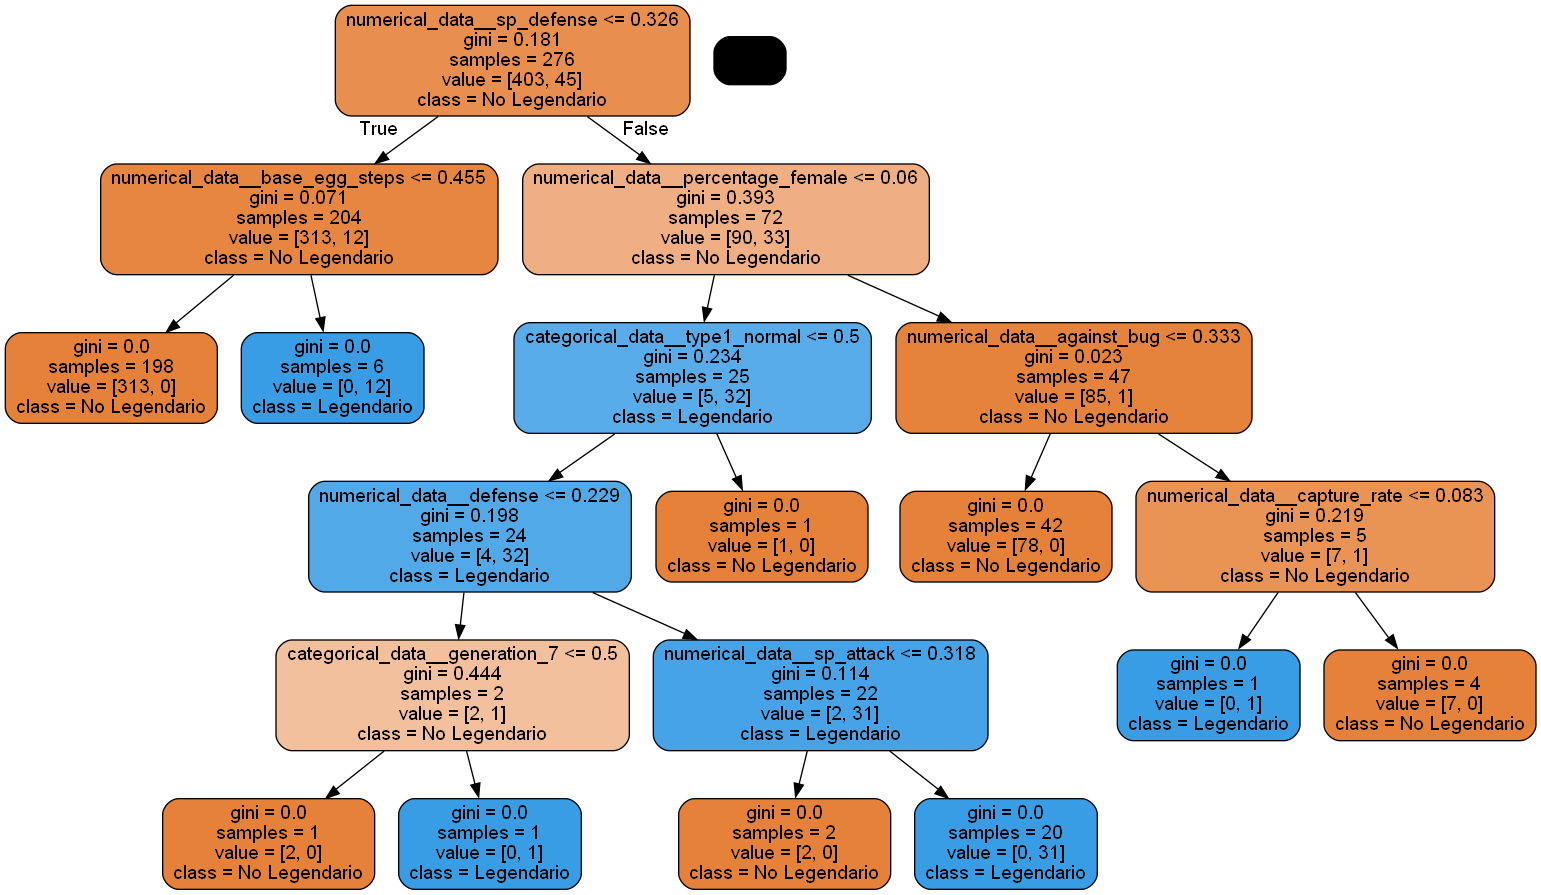 numerical_data__sp_defense <= 0.326
gini = 0.181
samples = 276
value = [403, 45]
class = No Legendario
True
False
numerical_data__base_egg_steps <= 0.455
gini = 0.071
samples = 204
value = [313, 12]
class = No Legendario
numerical_data__percentage_female <= 0.06
gini = 0.393
samples = 72
value = [90, 33]
class = No Legendario
gini = 0.0
samples = 198
value = [313, 0]
class = No Legendario
gini = 0.0
samples = 6
value = [0, 12]
class = Legendario
categorical_data__type1_normal <= 0.5
gini = 0.234
samples = 25
value = [5, 32]
class = Legendario
numerical_data__against_bug <= 0.333
gini = 0.023
samples = 47
value = [85, 1]
class = No Legendario
numerical_data__defense <= 0.229
gini = 0.198
samples = 24
value = [4, 32]
class = Legendario
gini = 0.0
samples = 1
value = [1, 0]
class = No Legendario
gini = 0.0
samples = 42
value = [78, 0]
class = No Legendario
numerical_data__capture_rate <= 0.083
gini = 0.219
samples = 5
value = [7, 1]
class = No Legendario
categorical_data__generation_7 <= 0.5
gini = 0.444
samples = 2
value = [2, 1]
class = No Legendario
numerical_data__sp_attack <= 0.318
gini = 0.114
samples = 22
value = [2, 31]
class = Legendario
gini = 0.0
samples = 1
value = [0, 1]
class = Legendario
gini = 0.0
samples = 4
value = [7, 0]
class = No Legendario
gini = 0.0
samples = 1
value = [2, 0]
class = No Legendario
gini = 0.0
samples = 1
value = [0, 1]
class = Legendario
gini = 0.0
samples = 2
value = [2, 0]
class = No Legendario
gini = 0.0
samples = 20
value = [0, 31]
class = Legendario